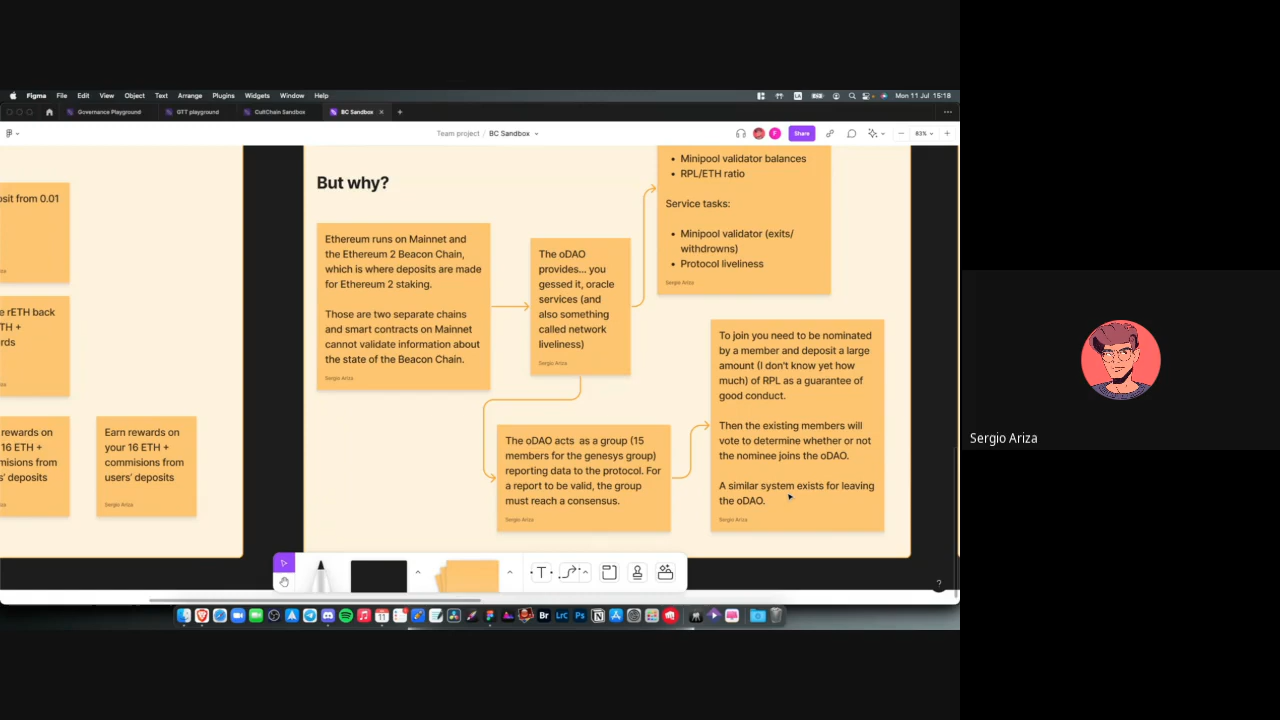 Figma File Edit View Object Text Arrange Plugins Widgets Window Help
Mon 11 Jul 15:18
Governance Playground
GTT playground
CultChain Sandbox
BC Sandbox
Team project / BC Sandbox
Share
83%
osit from 0.01
e rETH back
TH +
rds
rewards on
16 ETH +
commisions from
rs' deposits
Earn rewards on
your 16 ETH +
commisions from
users' deposits
Sergio Ariza
But why?
Ethereum runs on Mainnet and
the Ethereum 2 Beacon Chain,
which is where deposits are made
for Ethereum 2 staking.
Those are two separate chains
and smart contracts on Mainnet
cannot validate information about
the state of the Beacon Chain.
Sergio Ariza
The oDAO
provides... you
gessed it, oracle
services (and
also something
called network
liveliness)
Sergio Ariza
• Minipool validator balances
• RPL/ETH ratio
Service tasks:
• Minipool validator (exits/
withdrowns)
• Protocol liveliness
Sergio Ariza
The oDAO acts as a group (15
members for the genesys group)
reporting data to the protocol. For
a report to be valid, the group
must reach a consensus.
Sergio Ariza
To join you need to be nominated
by a member and deposit a large
amount (I don't know yet how
much) of RPL as a guarantee of
good conduct.
Then the existing members will
vote to determine whether or not
the nominee joins the oDAO.
A similar system exists for leaving
the oDAO.
Sergio Ariza
T
?
Br
LrC
Ps
Sergio Ariza